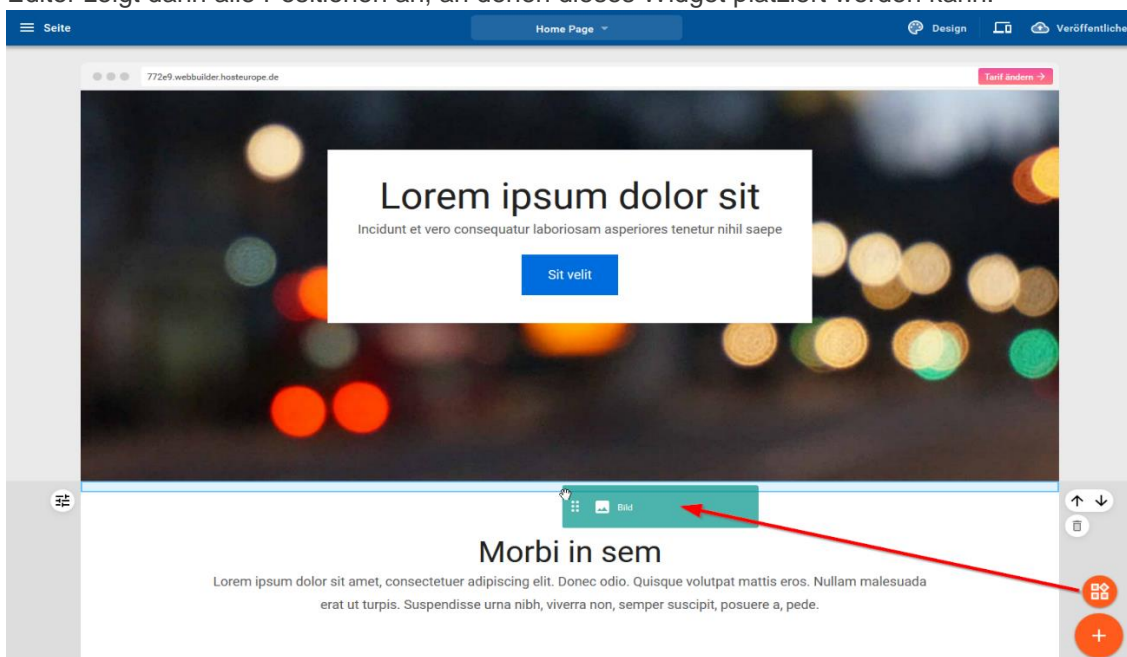 Editor zeigt dann alle Positionen an, an denen dieses Widget platziert werden kann.
Seite
Home Page
Design
Veröffentliche
772e9.webbuilder.hosteurope.de
Tarif ändern →
Lorem ipsum dolor sit
Incidunt et vero consequatur laboriosam asperiores tenetur nihil saepe
Sit velit
Bild
Morbi in sem
Lorem ipsum dolor sit amet, consectetuer adipiscing elit. Donec odio. Quisque volutpat mattis eros. Nullam malesuada
erat ut turpis. Suspendisse urna nibh, viverra non, semper suscipit, posuere a, pede.